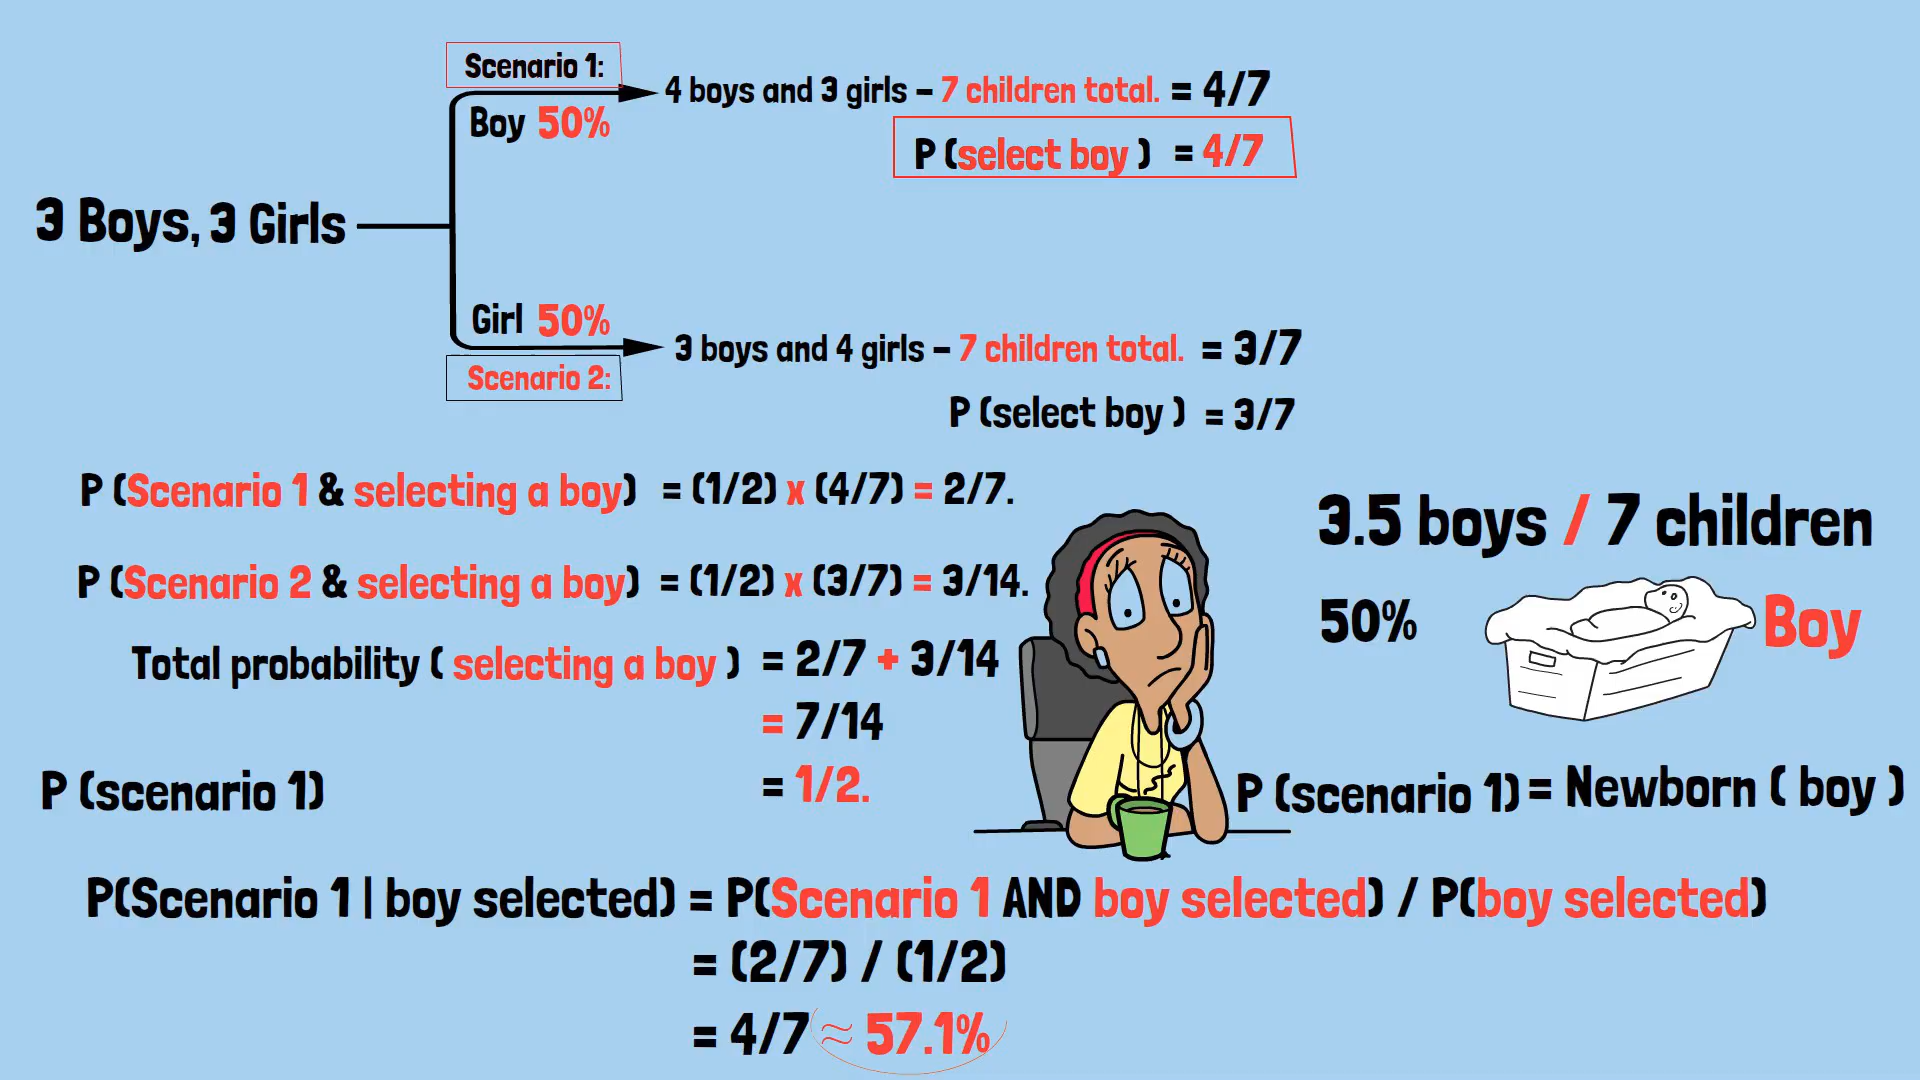 Scenario 1:
4 boys and 3 girls – 7 children total. = 4/7
Boy 50%
P (select boy) = 4/7
3 Boys, 3 Girls
Girl 50%
3 boys and 4 girls – 7 children total. = 3/7
Scenario 2:
P (select boy) = 3/7
P (Scenario 1 & selecting a boy) = (1/2) x (4/7) = 2/7.
3.5 boys / 7 children
P (Scenario 2 & selecting a boy) = (1/2) x (3/7) = 3/14.
50%
Boy
Total probability ( selecting a boy ) = 2/7 + 3/14
= 7/14
= 1/2.
P (scenario 1)
P (scenario 1) = Newborn ( boy )
P(Scenario 1 | boy selected) = P(Scenario 1 AND boy selected) / P(boy selected)
= (2/7) / (1/2)
= 4/7 ≈ 57.1%